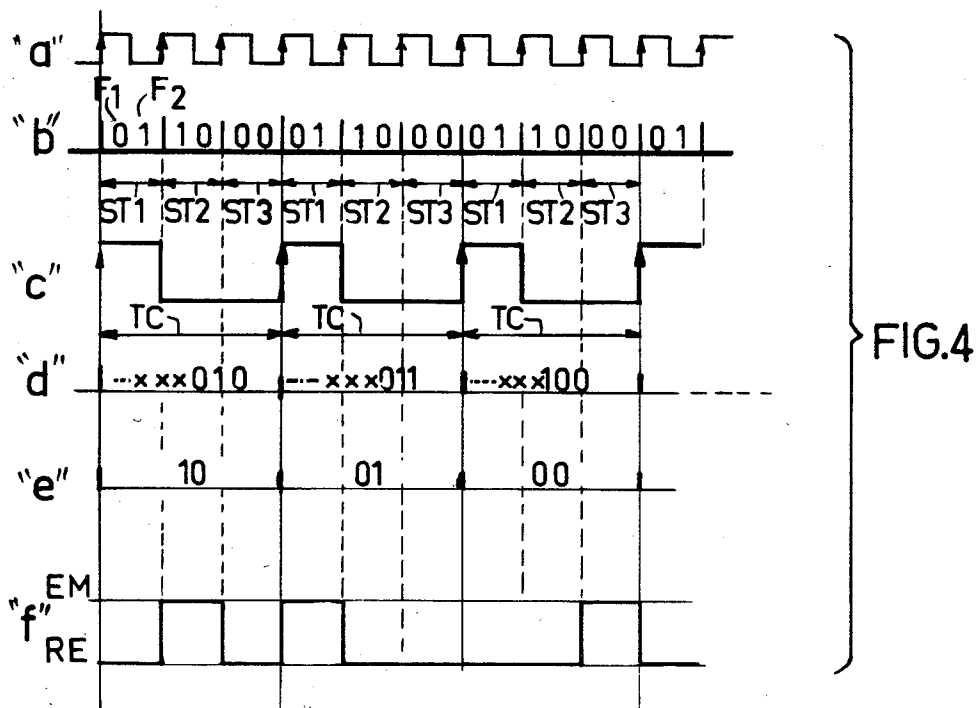 "a"
F1 F2
"b" 01 10 00 01 10 00 01 10 00 01
ST1 ST2 ST3 ST1 ST2 ST3 ST1 ST2 ST3
"c"
TC TC TC
FIG.4
"d" ---xxx010 ---xxx011 ----xxx100
"e" 10 01 00
EM
"f"
RE